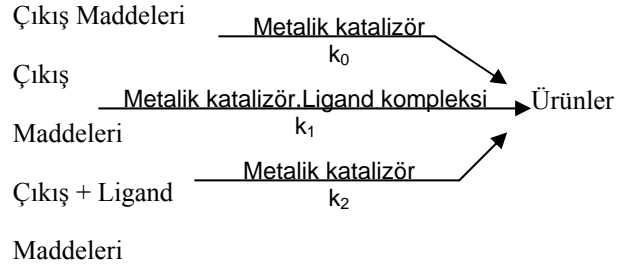 Çıkış Maddeleri
Metalik katalizör
k₀
Çıkış
Metalik katalizör.Ligand kompleksi
Ürünler
k₁
Maddeleri
Metalik katalizör
Çıkış + Ligand
k₂
Maddeleri